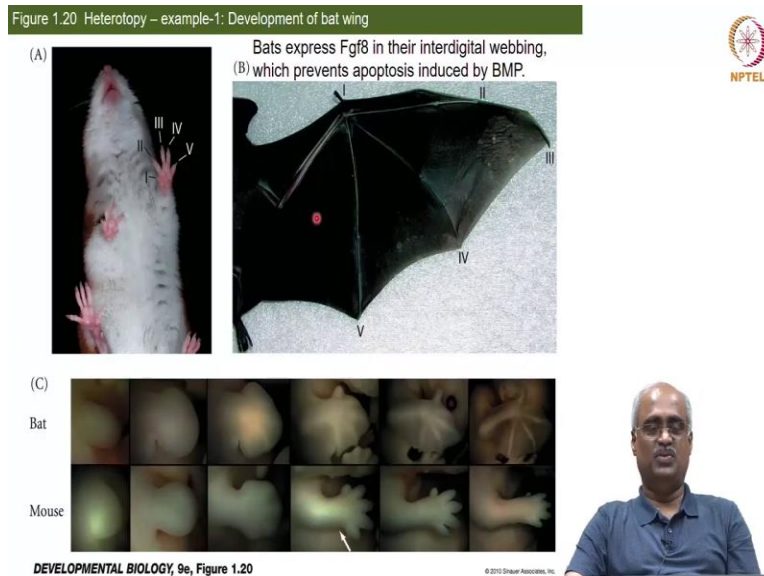 Figure 1.20 Heterotopy – example-1: Development of bat wing
Bats express Fgf8 in their interdigital webbing,
which prevents apoptosis induced by BMP.
NPTEL
(A)
III
IV
II
V
I
(B)
I
II
III
IV
V
(C)
Bat
Mouse
DEVELOPMENTAL BIOLOGY, 9e, Figure 1.20
© 2010 Sinauer Associates, Inc.